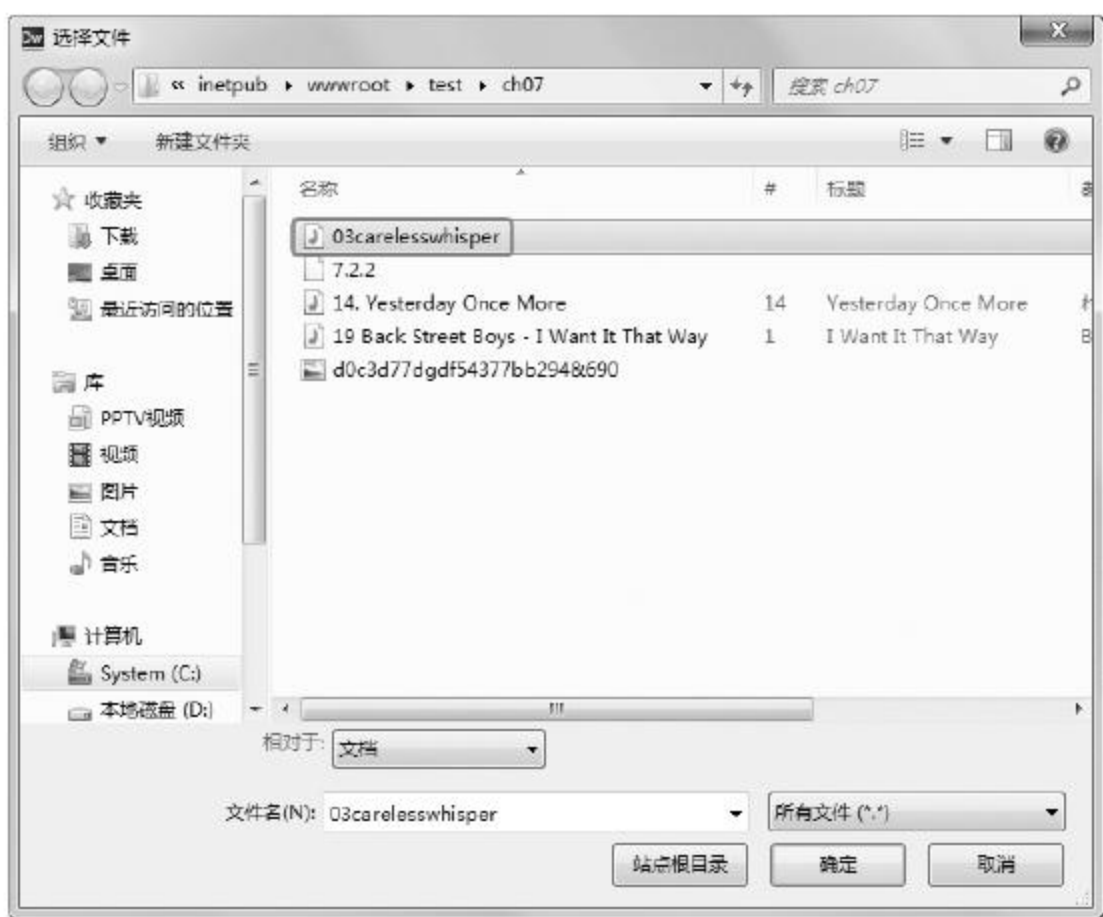 Dw 选择文件
« inetpub ▸ wwwroot ▸ test ▸ ch07
搜索 ch07
组织 新建文件夹
名称 # 标题
收藏夹
下载
桌面
最近访问的位置
库
PPTV视频
视频
图片
文档
音乐
计算机
System (C:)
本地磁盘 (D:)
03carelesswhisper
7.2.2
14. Yesterday Once More 14 Yesterday Once More
19 Back Street Boys - I Want It That Way 1 I Want It That Way B
d0c3d77dgdf54377bb2948&690
相对于: 文档
文件名(N): 03carelesswhisper 所有文件 (*.*)
站点根目录 确定 取消